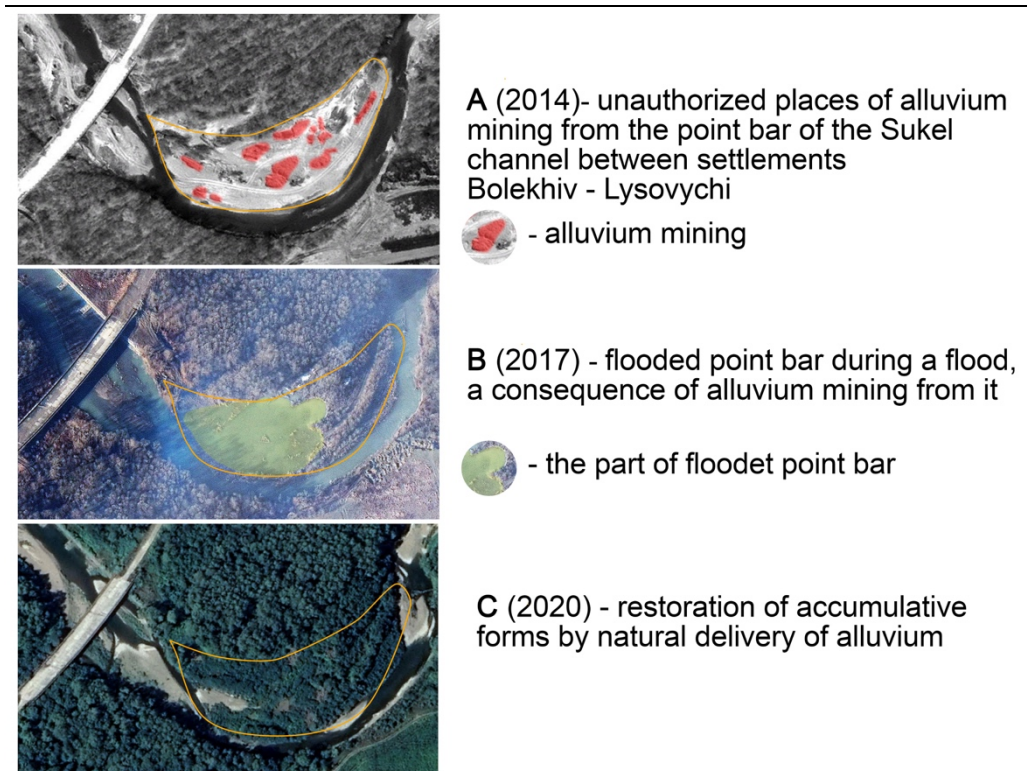 A (2014)- unauthorized places of alluvium
mining from the point bar of the Sukel
channel between settlements
Bolekhiv - Lysovychi
- alluvium mining
B (2017) - flooded point bar during a flood,
a consequence of alluvium mining from it
- the part of floodet point bar
C (2020) - restoration of accumulative
forms by natural delivery of alluvium